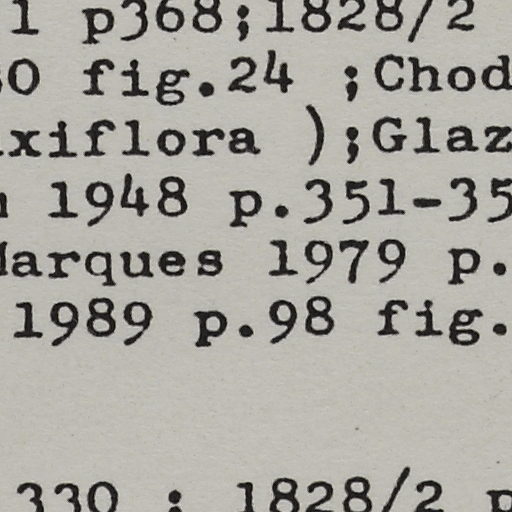 1 p368;1828/2
0 fig.24 ;Chod
xiflora );Glaz
1948 p.351-35
arques 1979 p.
1989 p.98 fig.
330 ; 1828/2 p